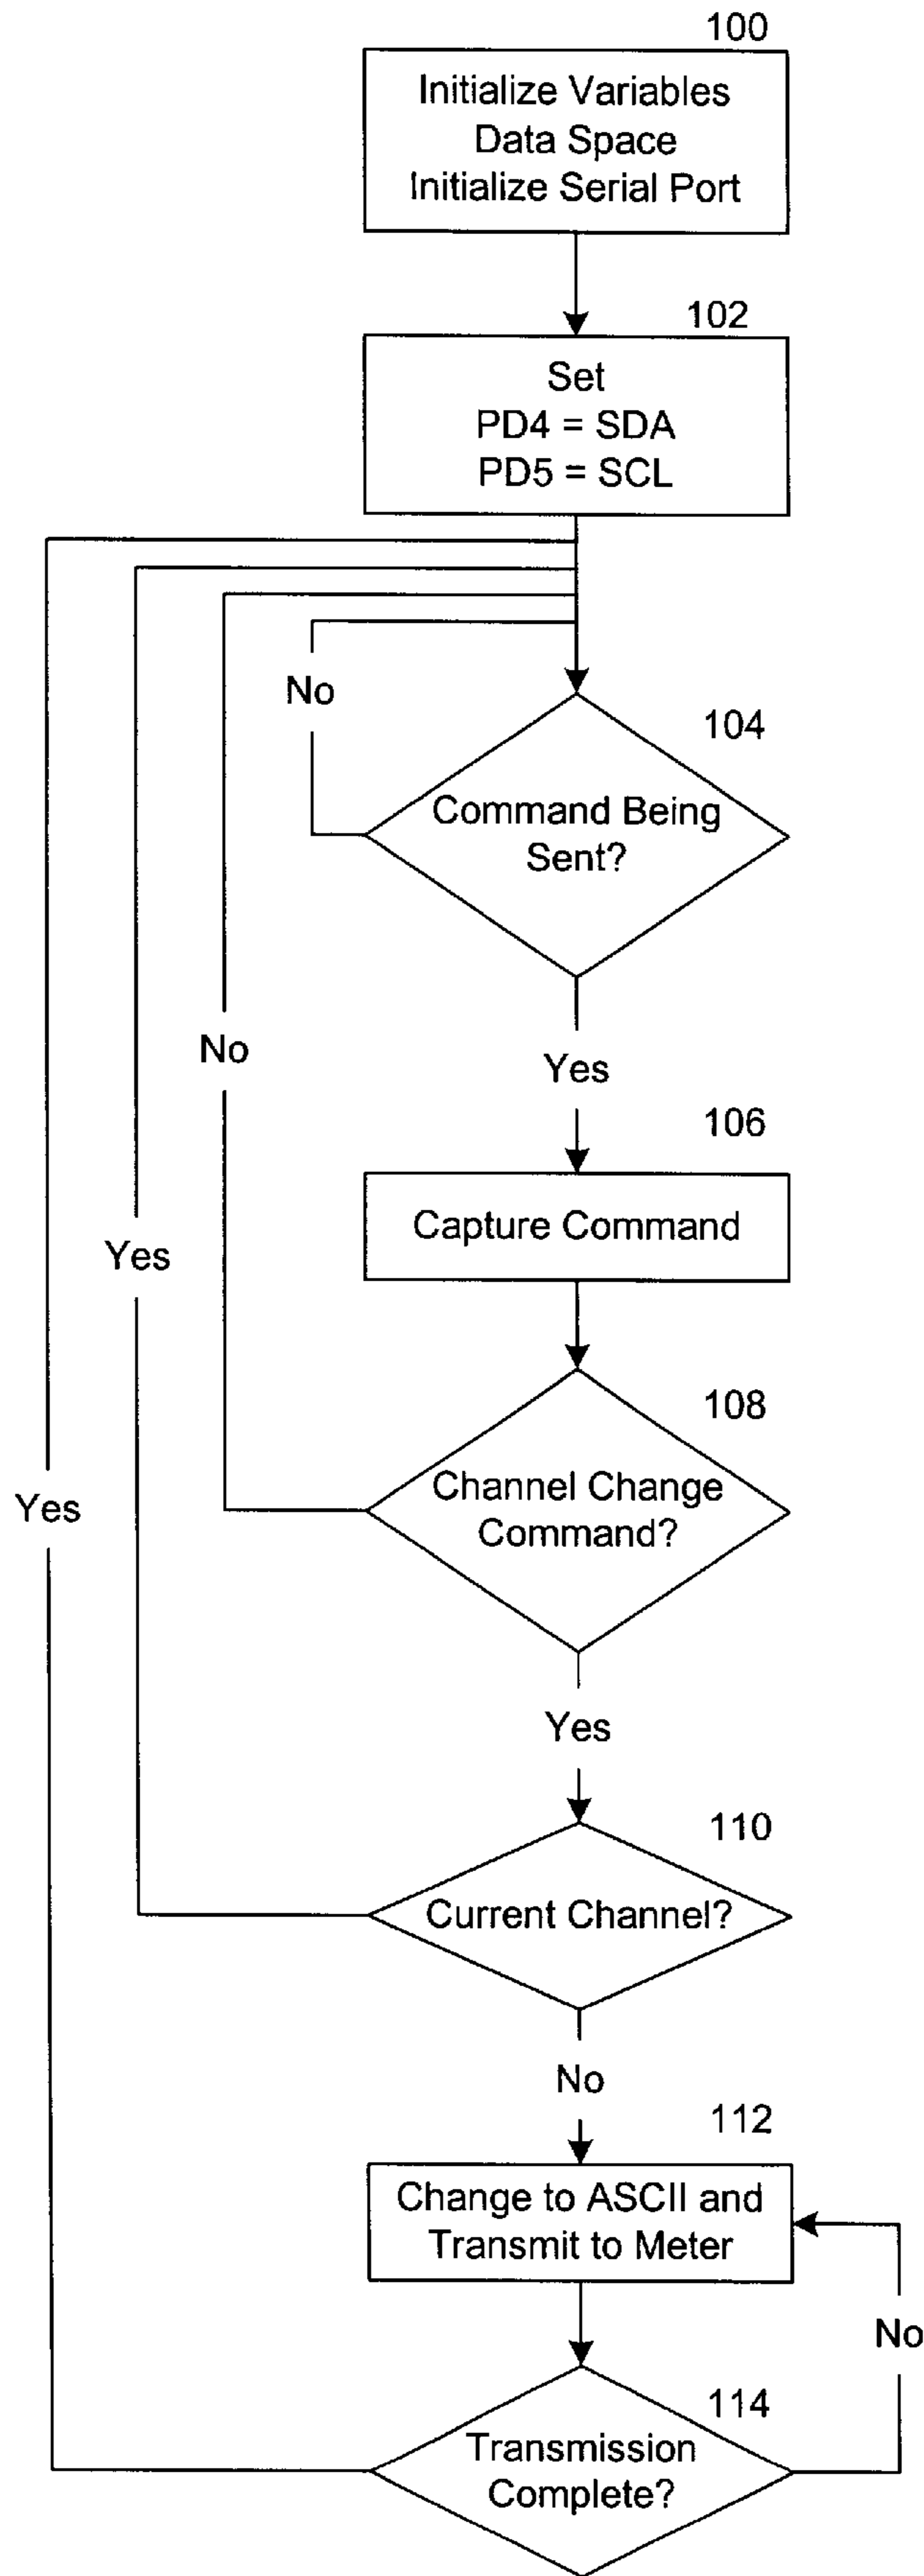 100
Initialize Variables
Data Space
Initialize Serial Port
102
Set
PD4 = SDA
PD5 = SCL
No
104
Command Being
Sent?
No
Yes
106
Capture Command
Yes
108
Channel Change
Command?
Yes
Yes
110
Current Channel?
No
112
Change to ASCII and
Transmit to Meter
No
114
Transmission
Complete?